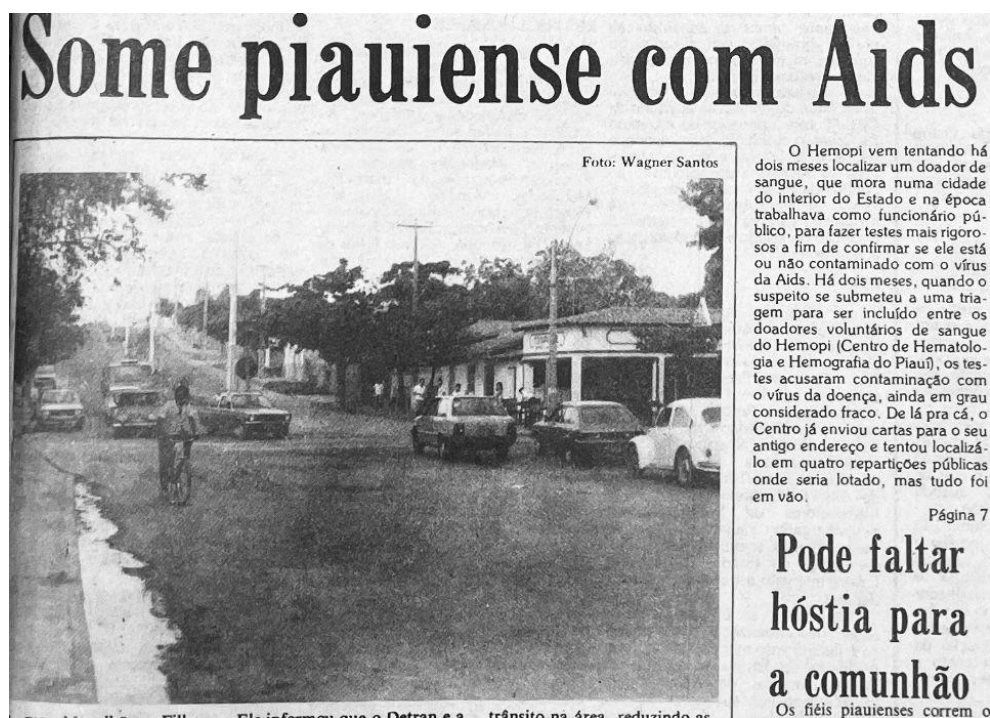 Some piauiense com Aids
Foto: Wagner Santos
O Hemopi vem tentando há
dois meses localizar um doador de
sangue, que mora numa cidade
do interior do Estado e na época
trabalhava como funcionário pú-
blico, para fazer testes mais rigoro-
sos a fim de confirmar se ele está
ou não contaminado com o vírus
da Aids. Há dois meses, quando o
suspeito se submeteu a uma tria-
gem para ser incluído entre os
doadores voluntários de sangue
do Hemopi (Centro de Hematolo-
gia e Hemografia do Piauí), os tes-
tes acusaram contaminação com
o vírus da doença, ainda em grau
considerado fraco. De lá pra cá, o
Centro já enviou cartas para o seu
antigo endereço e tentou localizá-
lo em quatro repartições públicas
onde seria lotado, mas tudo foi
em vão.
Página 7
Pode faltar
hóstia para
a comunhão
Os fiéis piauienses correm o
Ele informou que o Detran e a
trânsito na área, reduzindo as